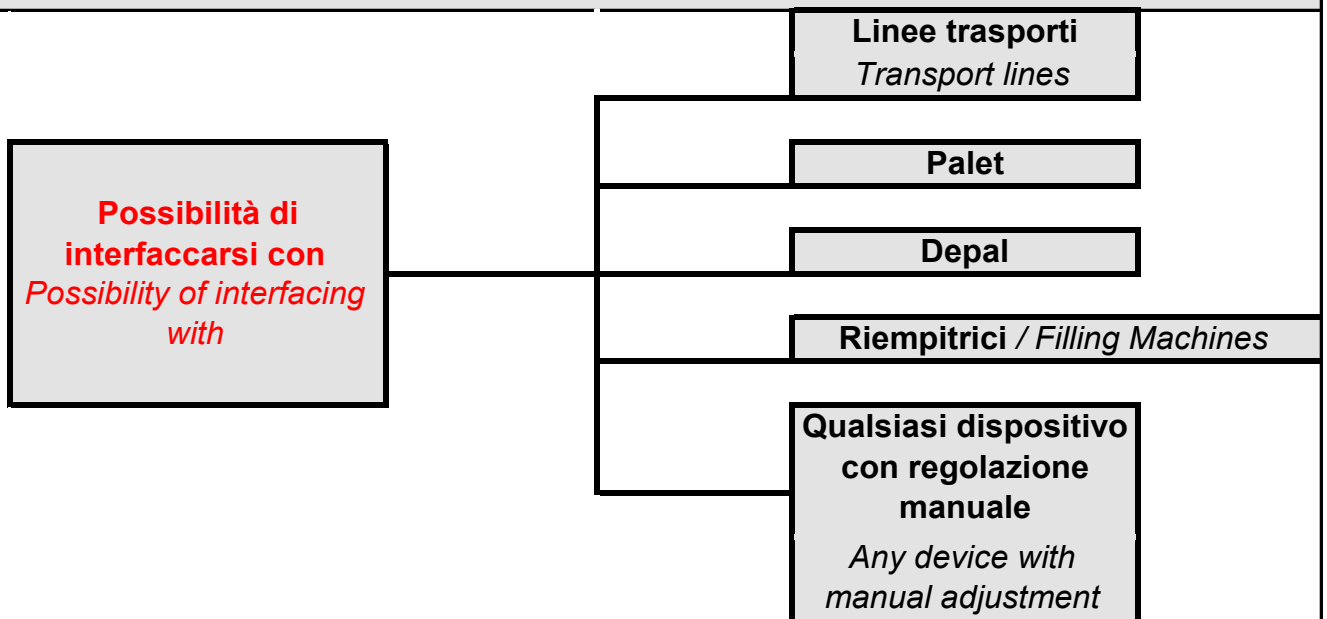 Possibilità di
interfaccarsi con
Possibility of interfacing
with
Linee trasporti
Transport lines
Palet
Depal
Riempitrici / Filling Machines
Qualsiasi dispositivo
con regolazione
manuale
Any device with
manual adjustment